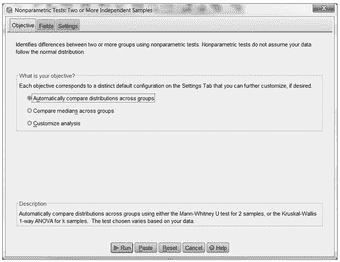 Nonparametric Tests: Two or More Independent Samples
Objective Fields Settings
Identifies differences between two or more groups using nonparametric tests. Nonparametric tests do not assume your data
follow the normal distribution
What is your objective?
Each objective corresponds to a distinct default configuration on the Settings Tab that you can further customize, if desired.
Automatically compare distributions across groups
Compare medians across groups
Customize analysis
Description
Automatically compare distributions across groups using either the Mann-Whitney U test for 2 samples, or the Kruskal-Wallis
1-way ANOVA for k samples. The test chosen varies based on your data.
Run Paste Reset Cancel Help